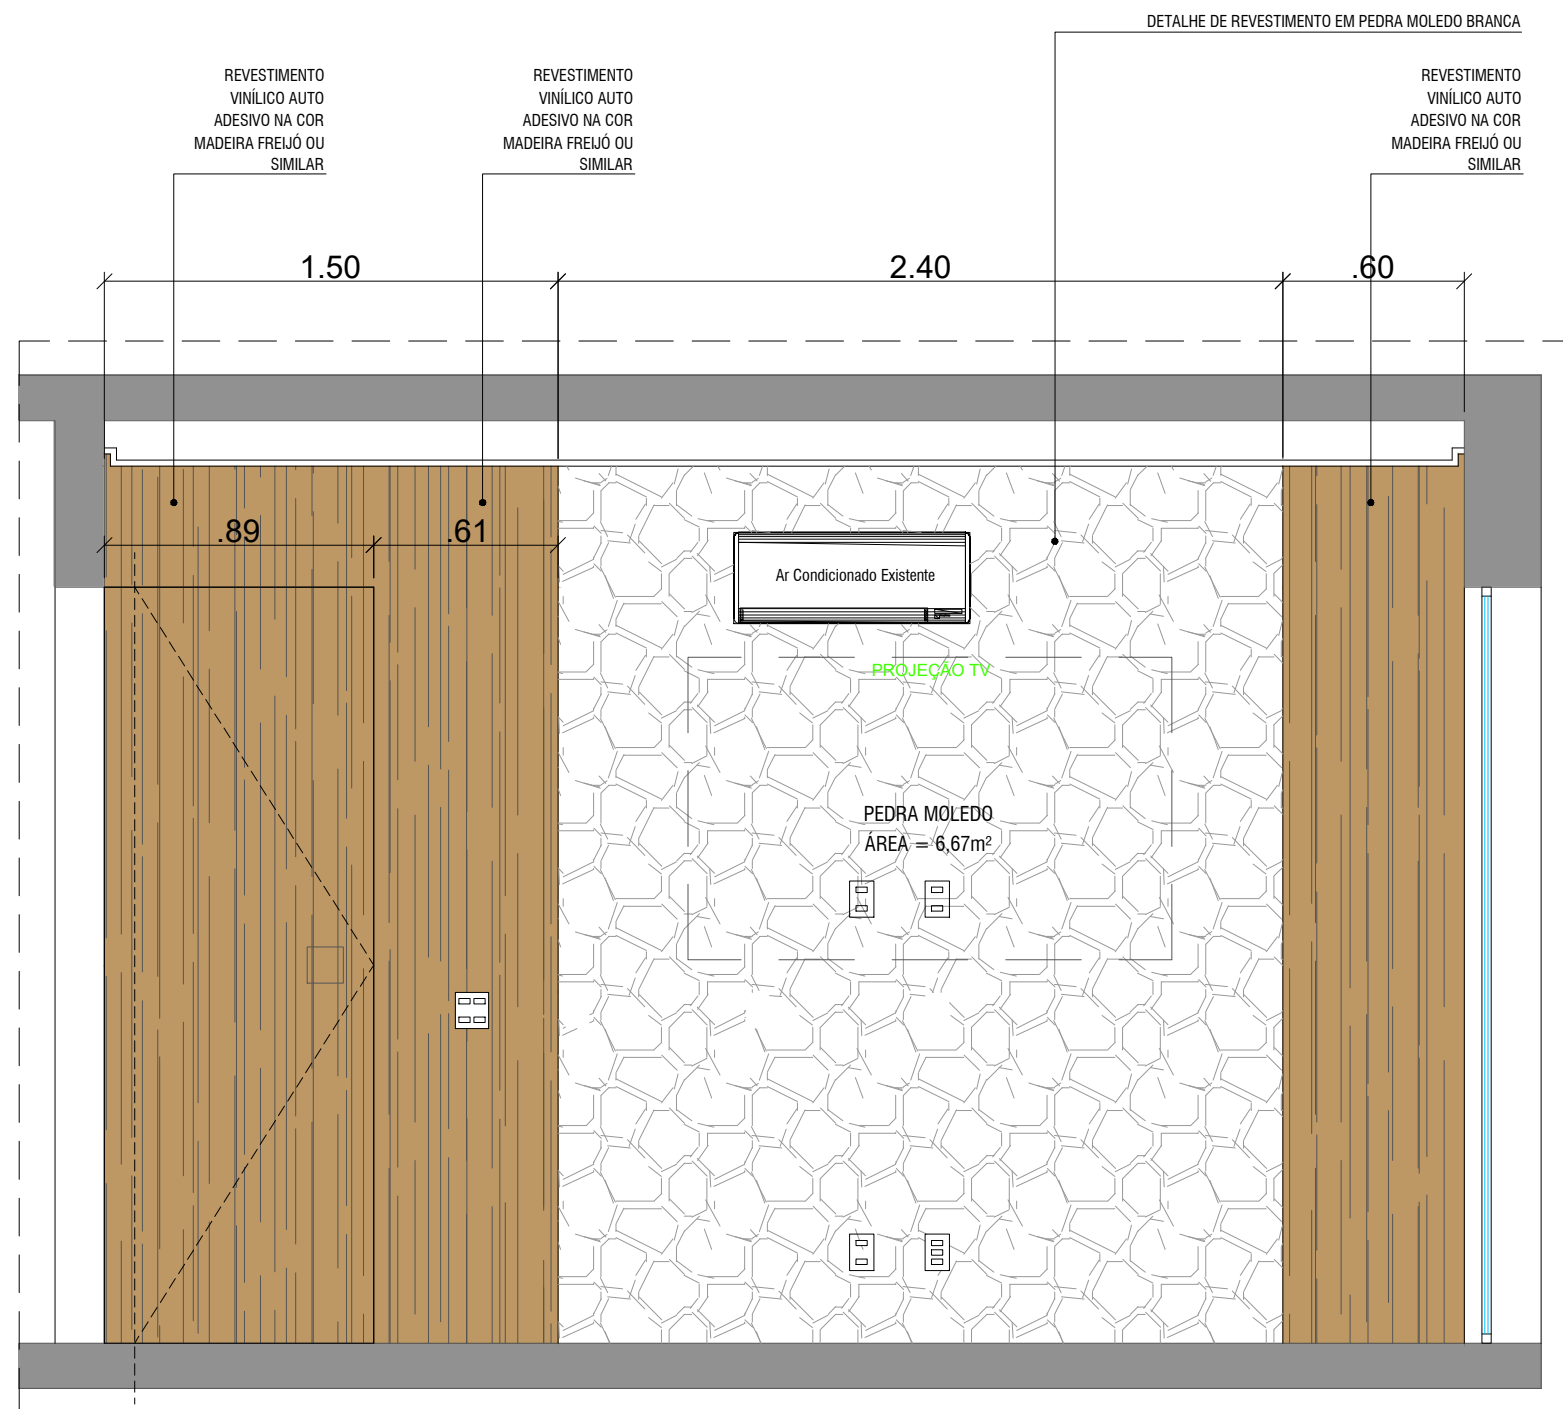 DETALHE DE REVESTIMENTO EM PEDRA MOLEDO BRANCA
REVESTIMENTO
VINÍLICO AUTO
ADESIVO NA COR
MADEIRA FREIJÓ OU
SIMILAR
REVESTIMENTO
VINÍLICO AUTO
ADESIVO NA COR
MADEIRA FREIJÓ OU
SIMILAR
REVESTIMENTO
VINÍLICO AUTO
ADESIVO NA COR
MADEIRA FREIJÓ OU
SIMILAR
1.50
2.40
.60
.89
.61
Ar Condicionado Existente
PROJEÇÃO TV
PEDRA MOLEDO
ÁREA = 6,67m²